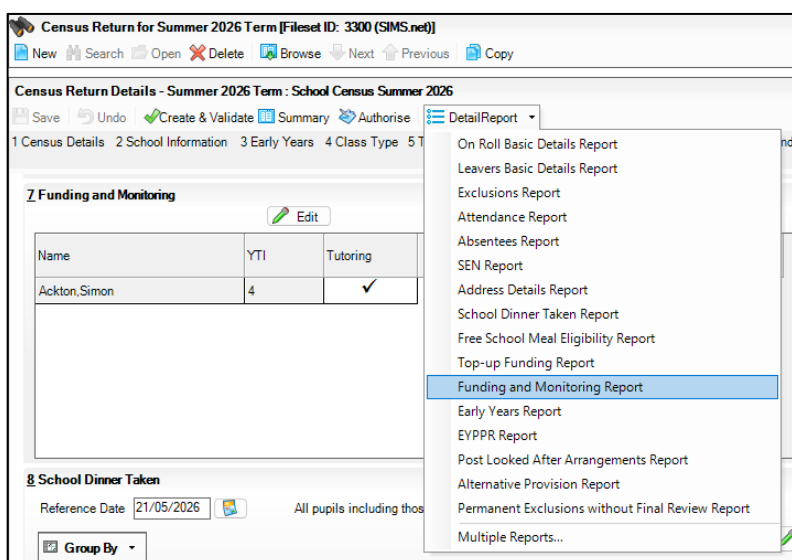 Census Return for Summer 2026 Term [Fileset ID: 3300 (SIMS.net)]
New Search Open Delete Browse Next Previous Copy
Census Return Details - Summer 2026 Term : School Census Summer 2026
Save Undo Create & Validate Summary Authorise DetailReport
1 Census Details 2 School Information 3 Early Years 4 Class Type 5 T
On Roll Basic Details Report
Leavers Basic Details Report
Exclusions Report
Attendance Report
Absentees Report
SEN Report
Address Details Report
School Dinner Taken Report
Free School Meal Eligibility Report
Top-up Funding Report
Funding and Monitoring Report
Early Years Report
EYPPR Report
Post Looked After Arrangements Report
Alternative Provision Report
Permanent Exclusions without Final Review Report
Multiple Reports...
7 Funding and Monitoring
Edit
Name YTI Tutoring
Ackton,Simon 4
8 School Dinner Taken
Reference Date 21/05/2026 All pupils including thos
Group By